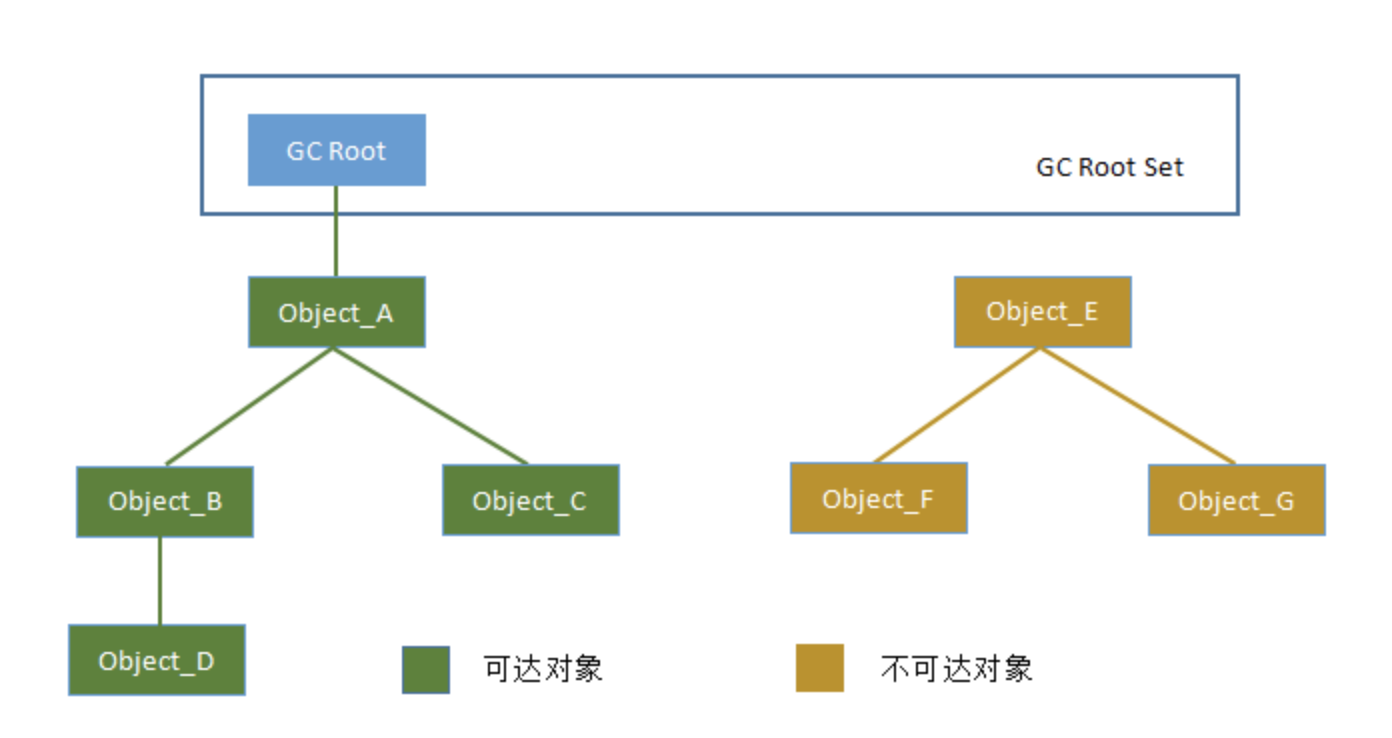 GC Root
GC Root Set
Object_A
Object_E
Object_B
Object_C
Object_F
Object_G
Object_D
可达对象
不可达对象